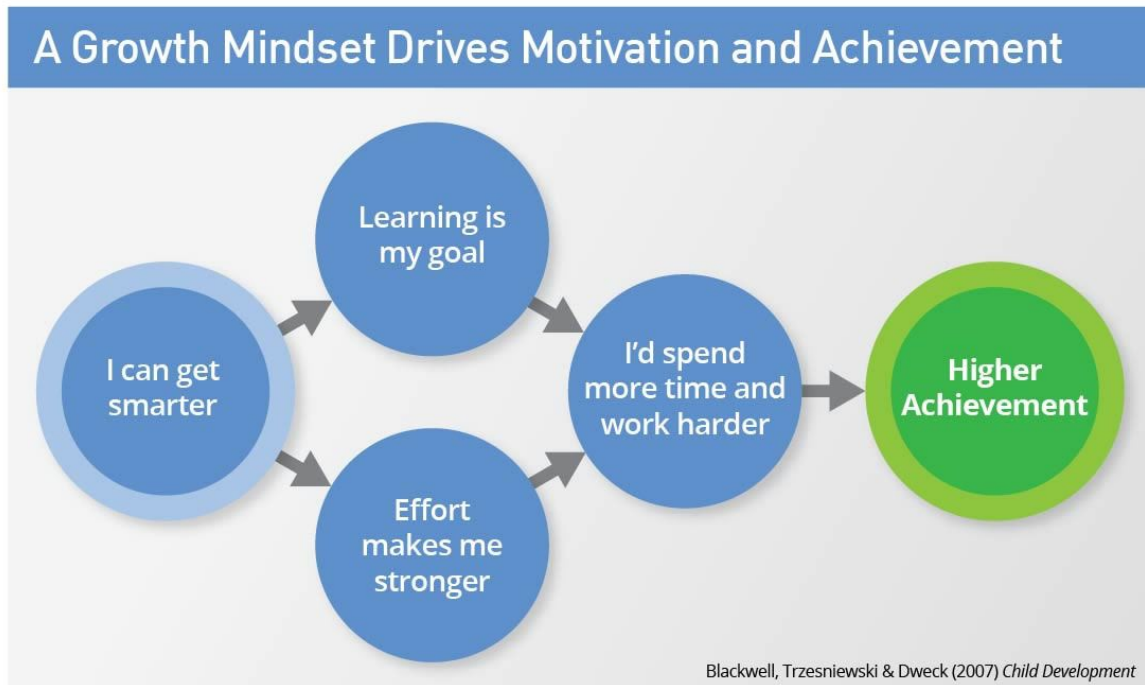 A Growth Mindset Drives Motivation and Achievement
I can get
smarter
Learning is
my goal
Effort
makes me
stronger
I’d spend
more time and
work harder
Higher
Achievement
Blackwell, Trzesniewski & Dweck (2007) Child Development